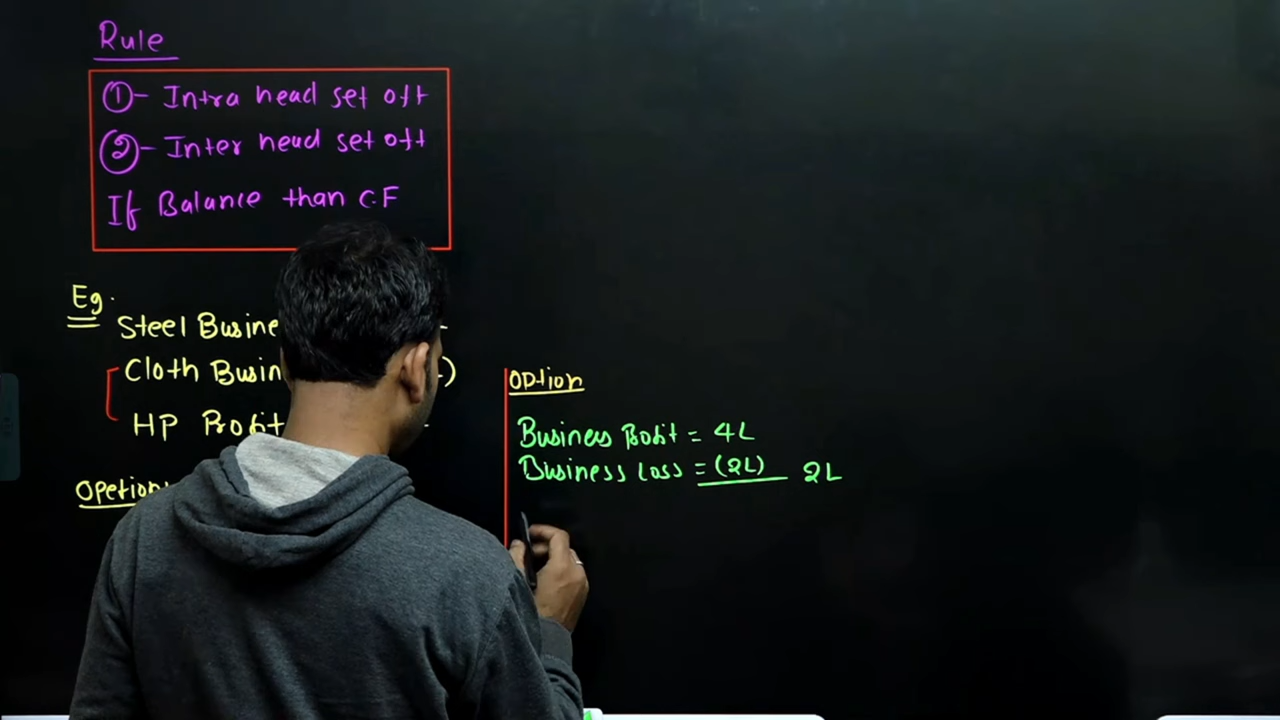 Rule
① - Intra head set off
② - Inter head set off
If Balance than C.F
Eg.
Steel Busine
Cloth Busin )
HP Profit
Opetion
Option
Business Profit = 4L
Business Loss = (2L) 2L